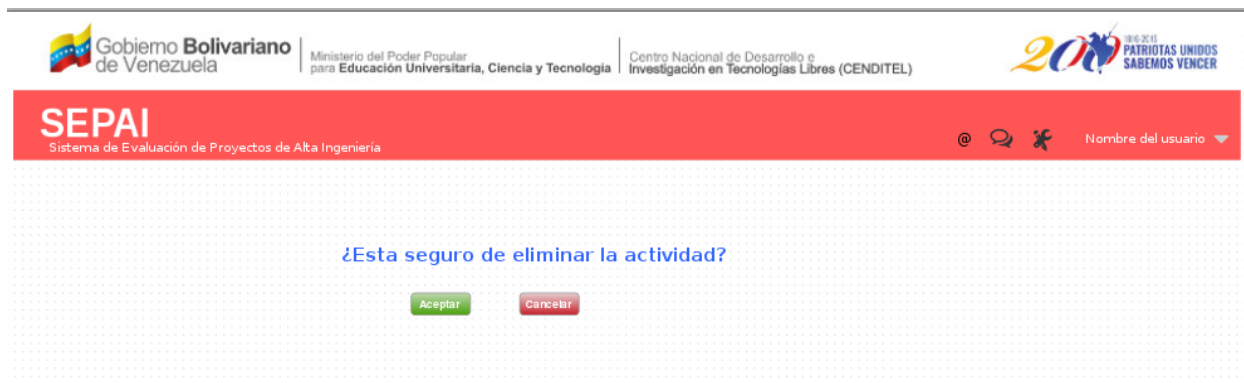 Gobierno Bolivariano
de Venezuela
Ministerio del Poder Popular
para Educación Universitaria, Ciencia y Tecnología
Centro Nacional de Desarrollo e
Investigación en Tecnologías Libres (CENDITEL)
200
PATRIOTAS UNIDOS
SABEMOS VENCER
SEPAI
Sistema de Evaluación de Proyectos de Alta Ingeniería
@
Nombre del usuario
¿Esta seguro de eliminar la actividad?
Aceptar
Cancelar